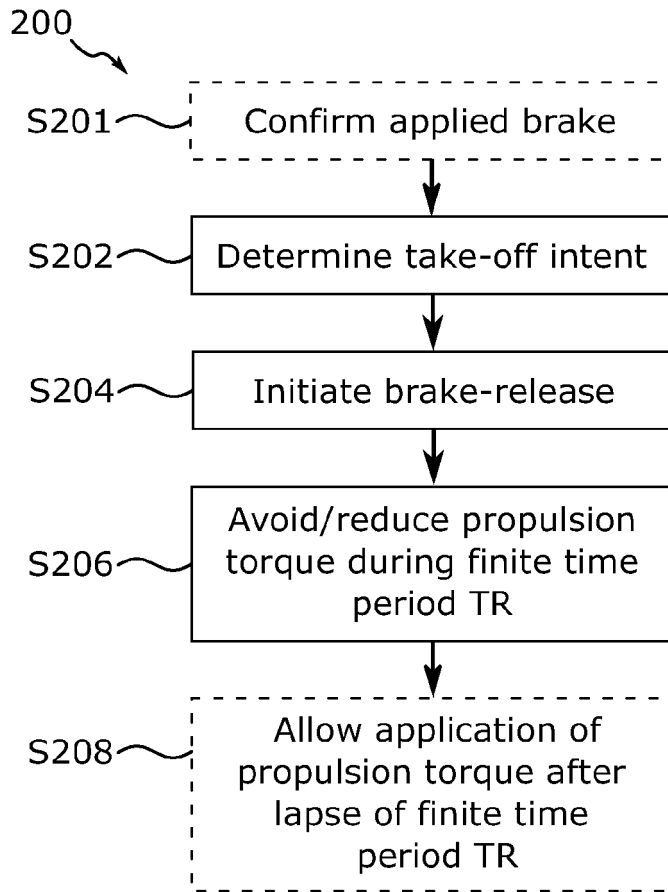 200
S201
Confirm applied brake
S202
Determine take-off intent
S204
Initiate brake-release
S206
Avoid/reduce propulsion
torque during finite time
period TR
S208
Allow application of
propulsion torque after
lapse of finite time
period TR